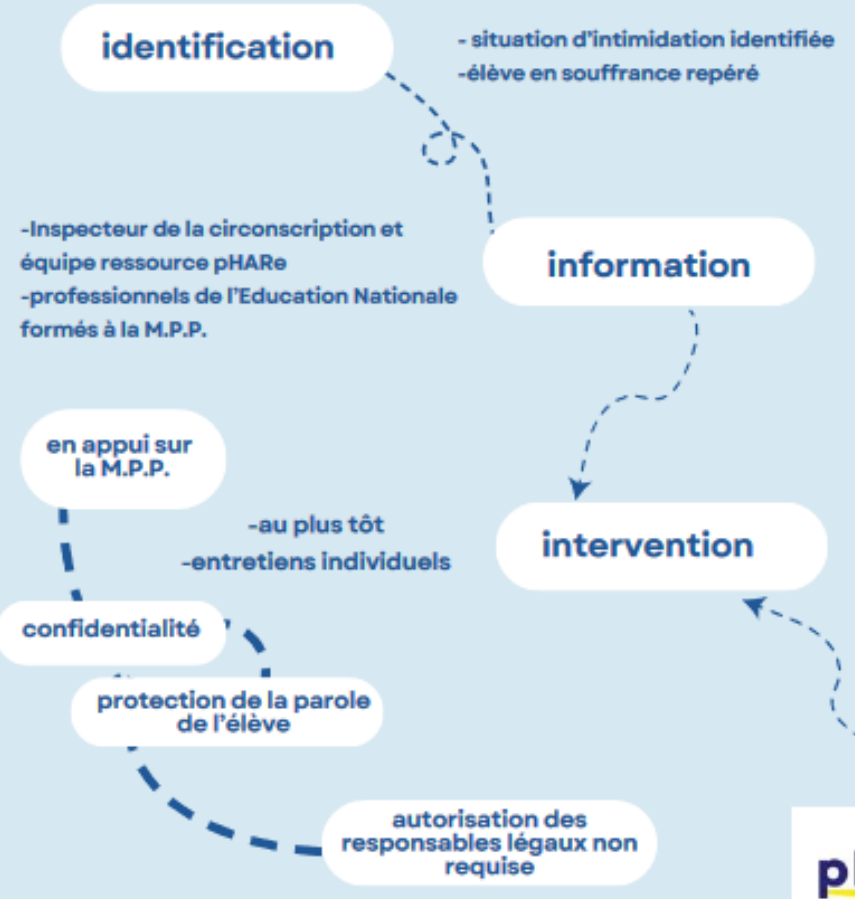 identification
- situation d'intimidation identifiée
-élève en souffrance repéré
-Inspecteur de la circonscription et
équipe ressource pHARe
-professionnels de l'Education Nationale
formés à la M.P.P.
information
en appui sur
la M.P.P.
-au plus tôt
-entretiens individuels
intervention
confidentialité
protection de la parole
de l'élève
autorisation des
responsables légaux non
requise